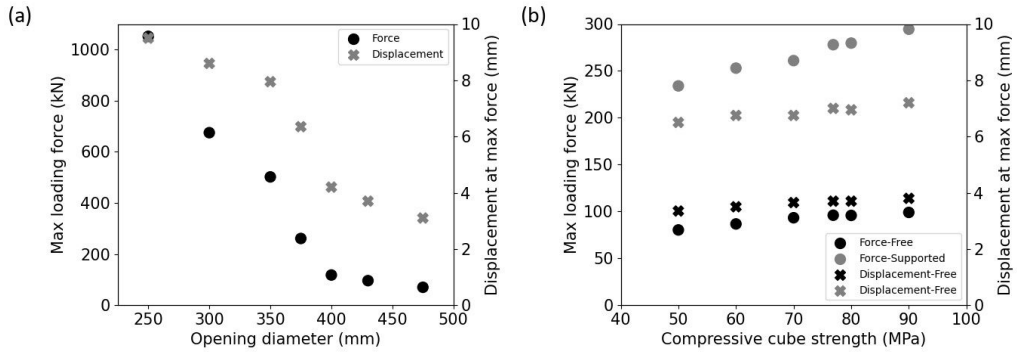 (a)
Max loading force (kN)
1000
800
600
400
200
0
250 300 350 400 450 500
Opening diameter (mm)
10
8
6
4
2
0
Displacement at max force (mm)
Force
Displacement
(b)
Max loading force (kN)
300
250
200
150
100
50
0
40 50 60 70 80 90 100
Compressive cube strength (MPa)
10
8
6
4
2
0
Displacement at max force (mm)
Force-Free
Force-Supported
Displacement-Free
Displacement-Free